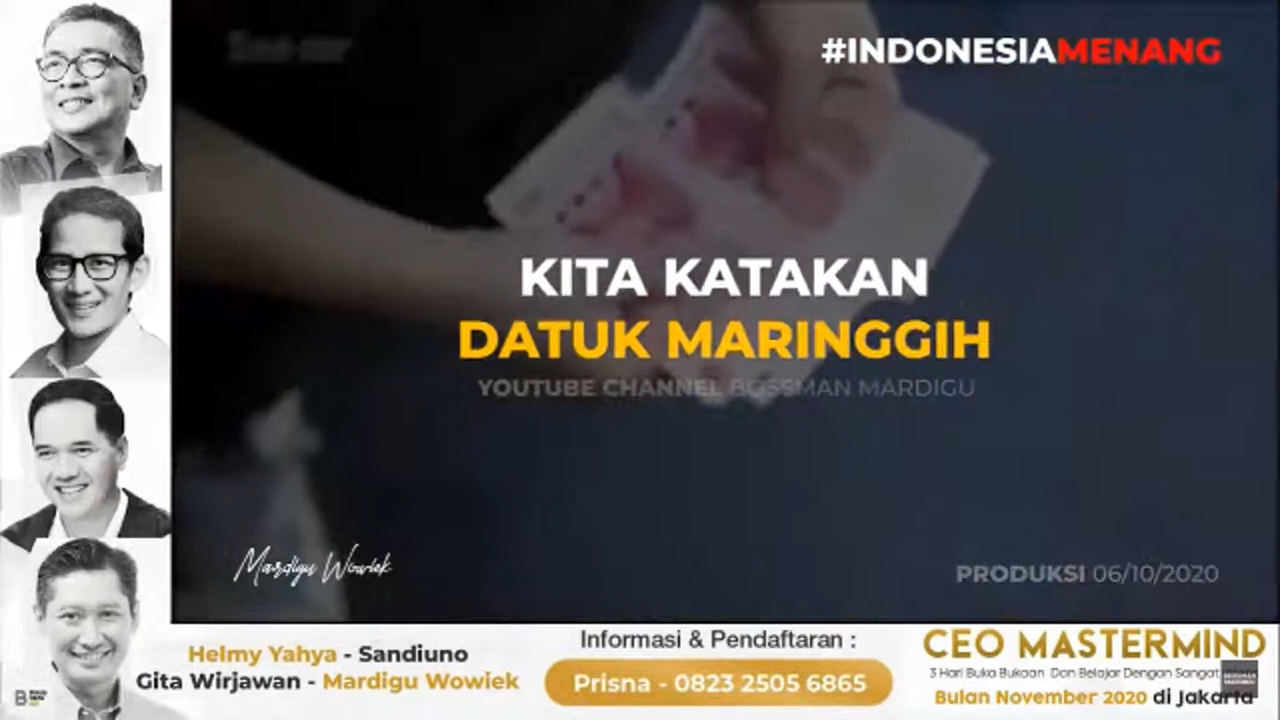 #INDONESIAMENANG
KITA KATAKAN
DATUK MARINGGIH
YOUTUBE CHANNEL BOSSMAN MARDIGU
Mardigu Wowiek
PRODUKSI 06/10/2020
Helmy Yahya - Sandiuno
Gita Wirjawan - Mardigu Wowiek
Informasi & Pendaftaran :
Prisna - 0823 2505 6865
CEO MASTERMIND
3 Hari Buka Bukaan Dan Belajar Dengan Sangat
Bulan November 2020 di Jakarta